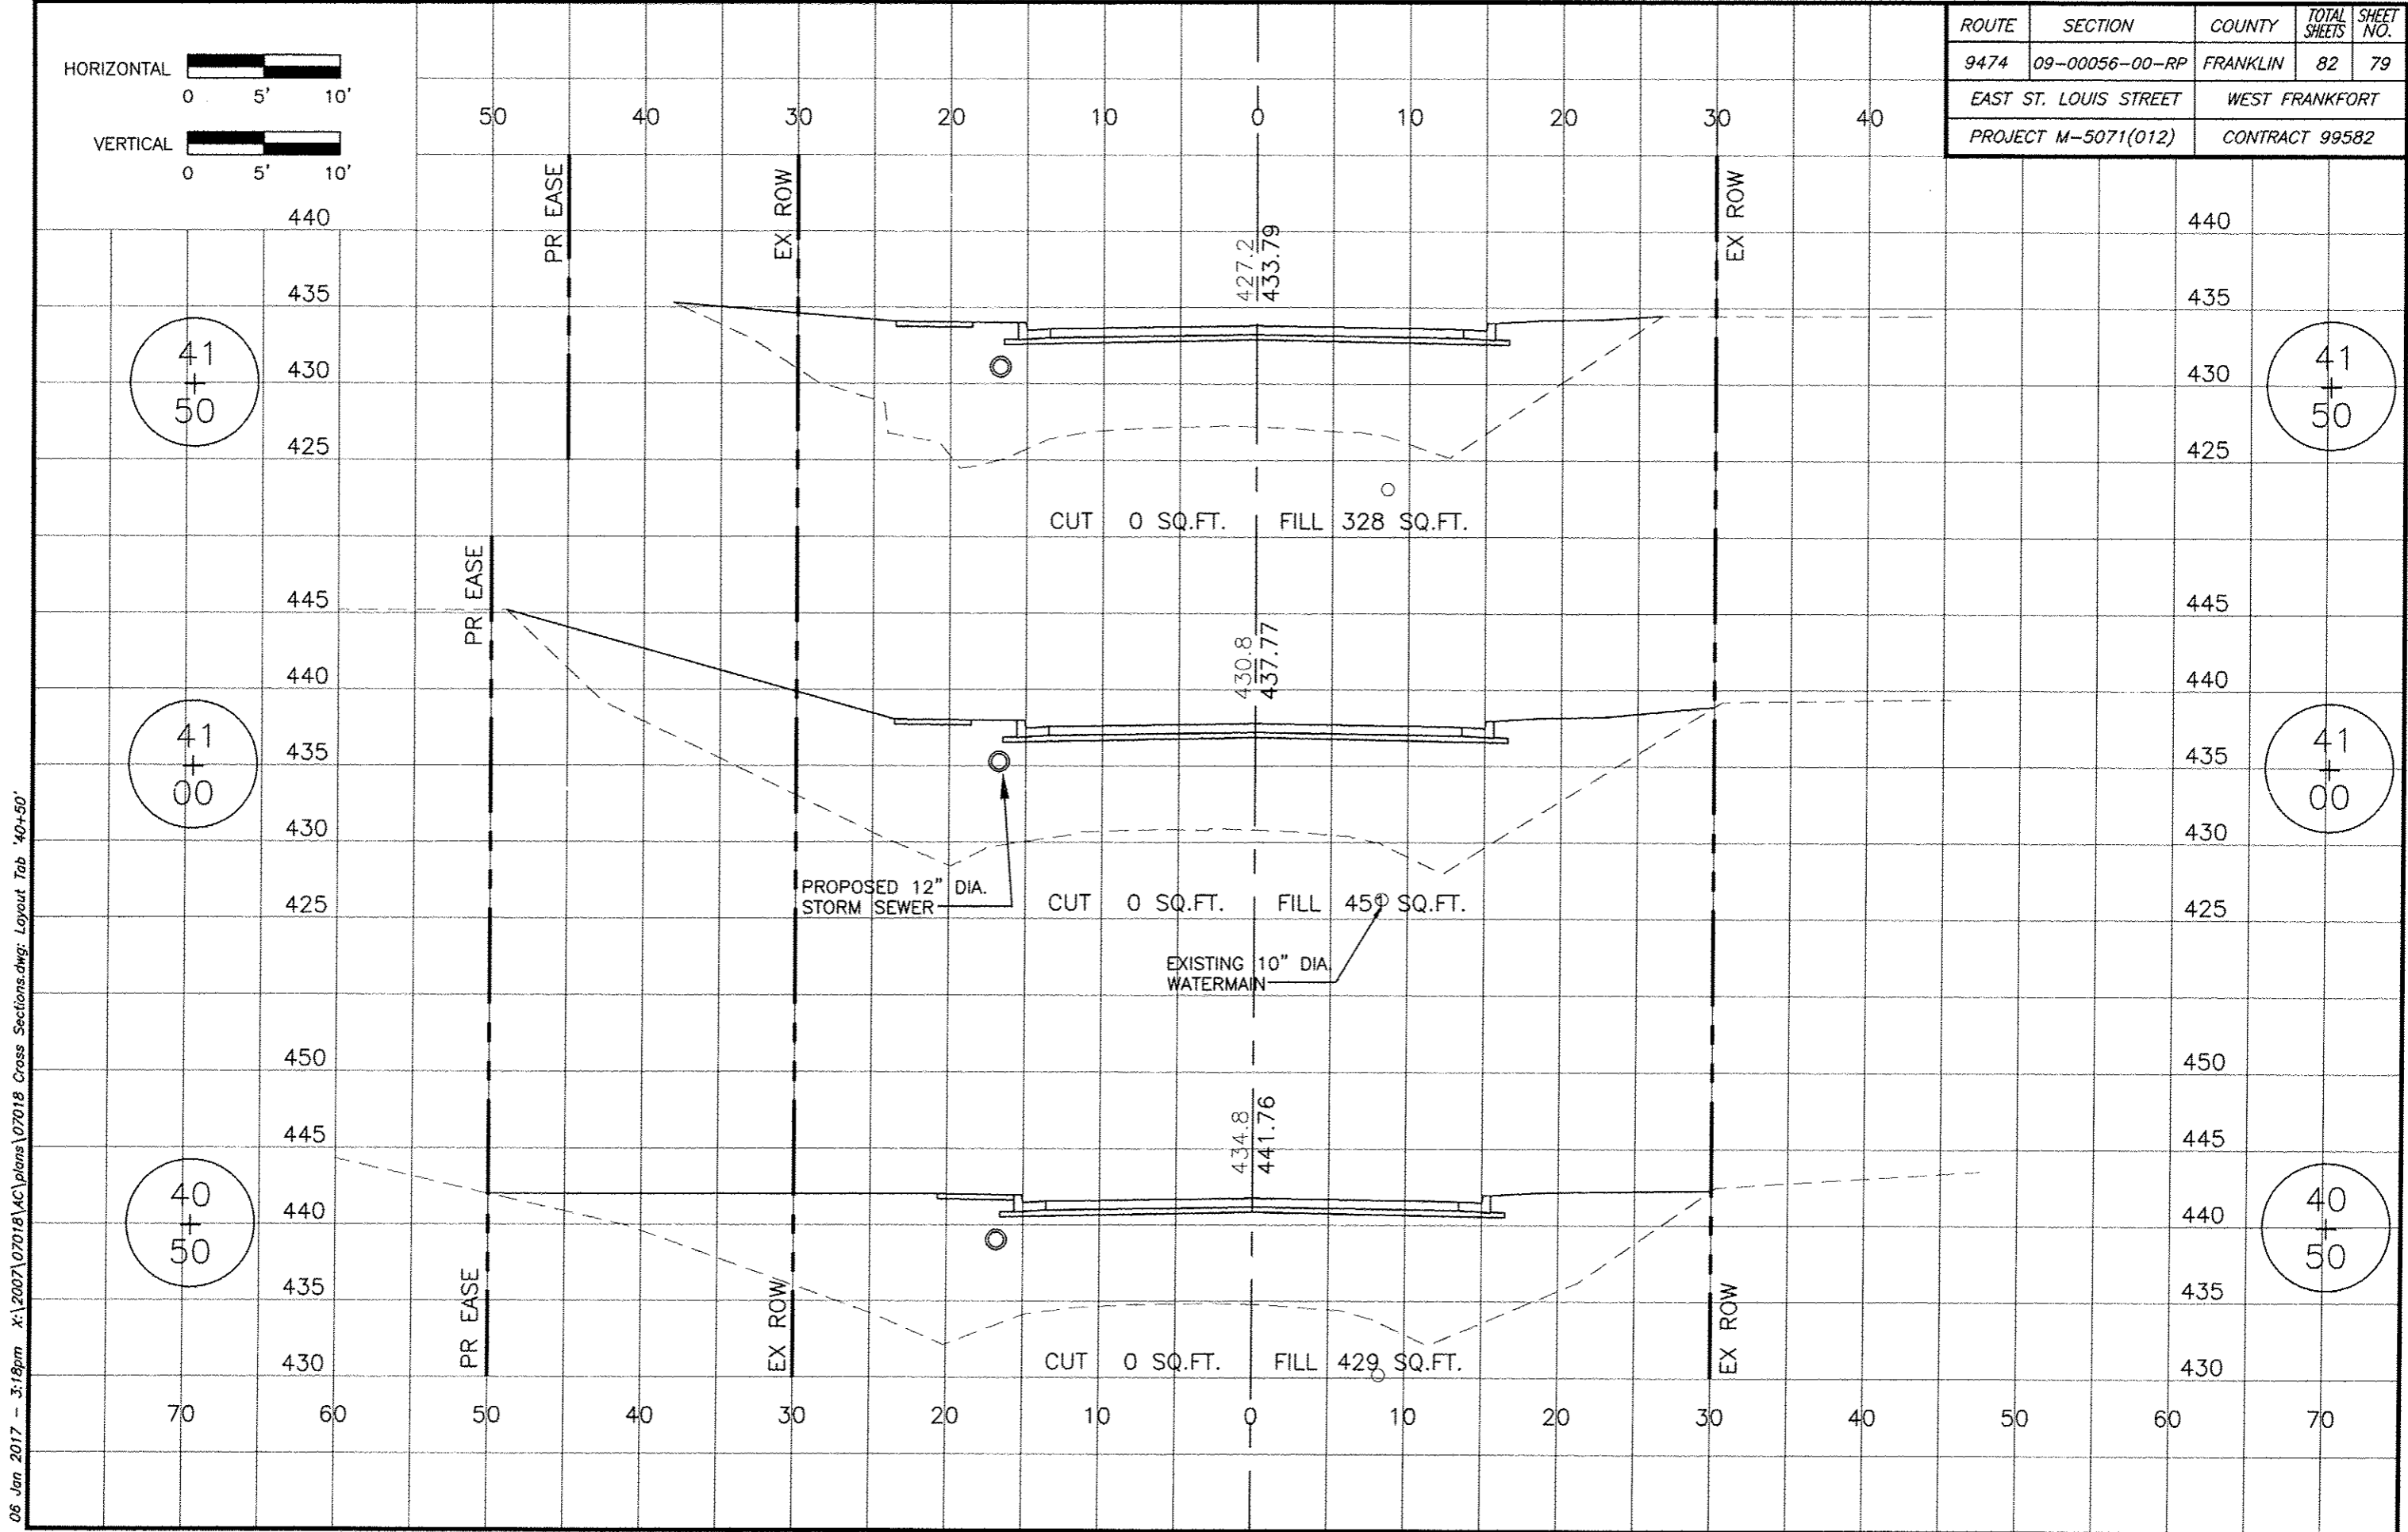 HORIZONTAL
0 5' 10'
VERTICAL
0 5' 10'
ROUTE SECTION COUNTY TOTAL SHEETS SHEET NO.
9474 09-00056-00-RP FRANKLIN 82 79
EAST ST. LOUIS STREET WEST FRANKFORT
PROJECT M-5071(012) CONTRACT 99582
50 40 30 20 10 0 10 20 30 40
PR EASE
EX ROW
427.2
433.79
EX ROW
440 440
435 435
41 + 50
430 430
41 + 50
425 425
CUT 0 SQ.FT. FILL 328 SQ.FT.
PR EASE
430.8
437.77
445 445
440 440
41 + 00
435 435
41 + 00
430 430
425 425
PROPOSED 12" DIA.
STORM SEWER
CUT 0 SQ.FT. FILL SQ.FT.
EXISTING 10" DIA.
WATERMAIN
434.8
441.76
450 450
445 445
40 + 50
440 440
40 + 50
435 435
430 430
PR EASE
EX ROW
EX ROW
CUT 0 SQ.FT. FILL 429 SQ.FT.
70 60 50 40 30 20 10 0 10 20 30 40 50 60 70
06 Jan 2017 - 3:18pm X:\2007\07018\AC\plans\07018 Cross Sections.dwg: Layout Tab '40+50'